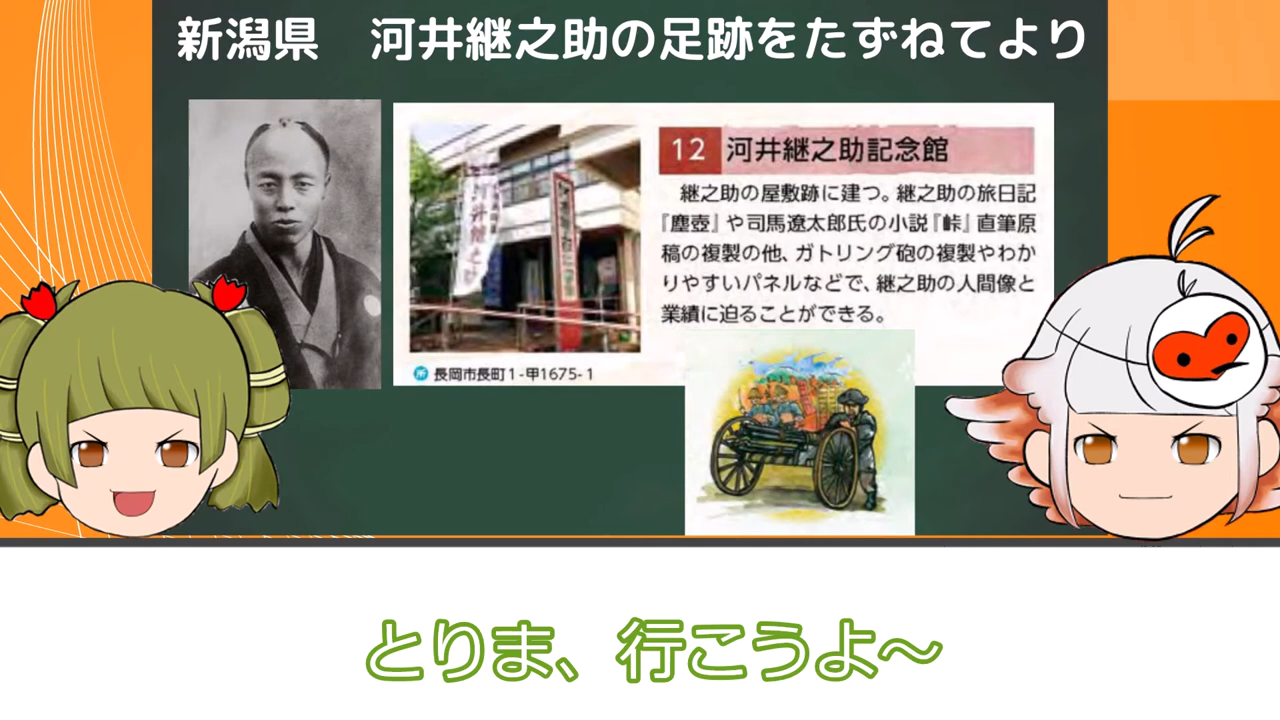 新潟県　河井継之助の足跡をたずねてより
12 河井継之助記念館
継之助の屋敷跡に建つ。継之助の旅日記
『塵壺』や司馬遼太郎氏の小説『峠』直筆原
稿の複製の他、ガトリング砲の複製やわか
りやすいパネルなどで、継之助の人間像と
業績に迫ることができる。
所 長岡市長町1-甲1675-1
とりま、行こうよ〜